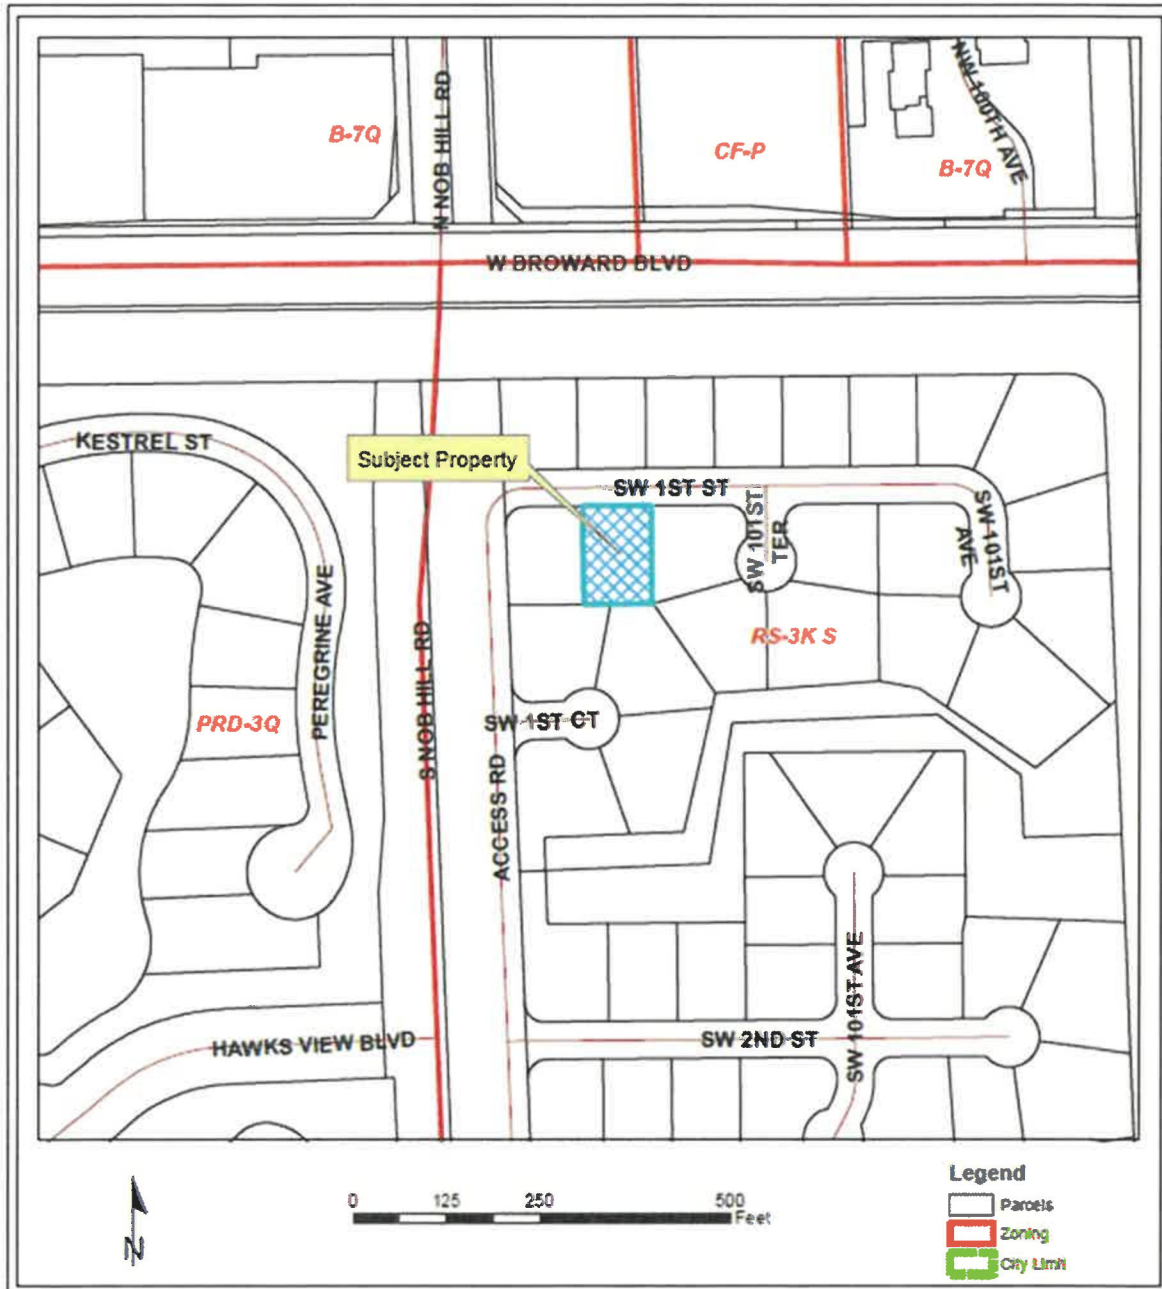 N NOB HILL RD
NW 100TH AVE
B-7Q
CF-P
B-7Q
W BROWARD BLVD
KESTREL ST
Subject Property
SW 1ST ST
SW 101ST
TER
SW 101ST
AVE
PEREGRINE AVE
S NOB HILL RD
RS-3K S
PRD-3Q
SW 1ST CT
ACCESS RD
SW 101ST AVE
HAWKS VIEW BLVD
SW 2ND ST
N
0 125 250 500
Feet
Legend
Parcels
Zoning
City Limit